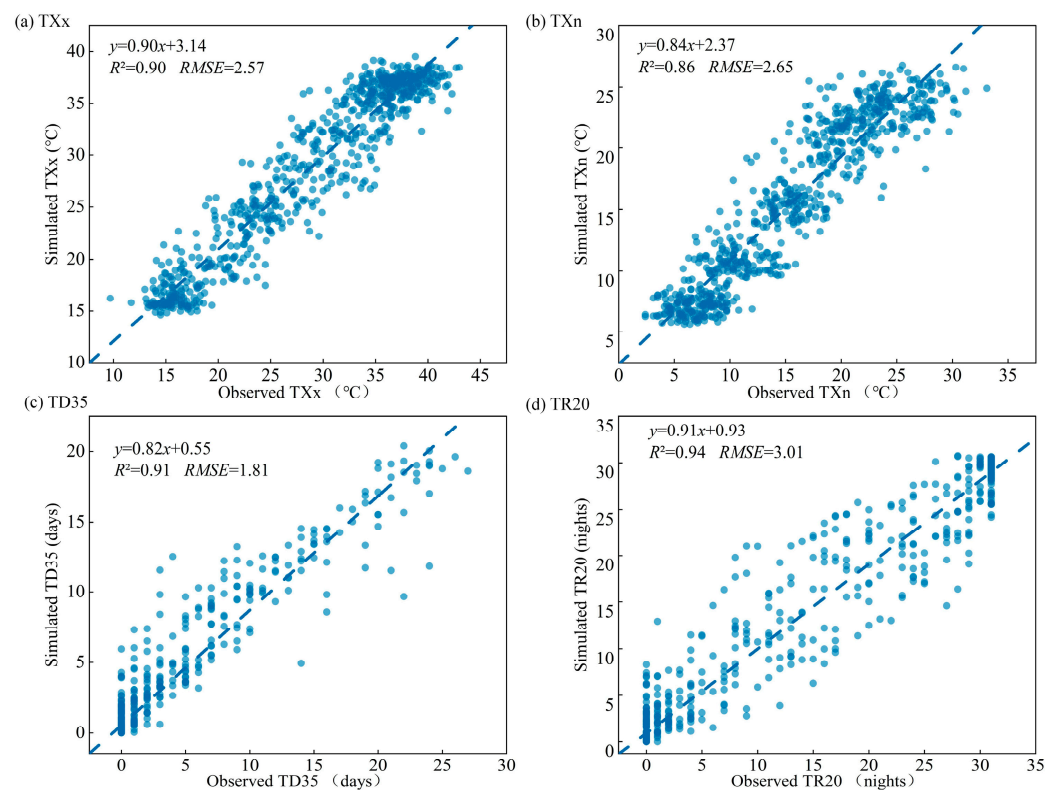 (a) TXx
y=0.90x+3.14
R²=0.90 RMSE=2.57
Simulated TXx (℃)
40
35
30
25
20
15
10
10 15 20 25 30 35 40 45
Observed TXx （℃）
(b) TXn
y=0.84x+2.37
R²=0.86 RMSE=2.65
Simulated TXn (℃)
30
25
20
15
10
5
0 5 10 15 20 25 30 35
Observed TXn （℃）
(c) TD35
y=0.82x+0.55
R²=0.91 RMSE=1.81
Simulated TD35 (days)
20
15
10
5
0
0 5 10 15 20 25 30
Observed TD35 （days）
(d) TR20
y=0.91x+0.93
R²=0.94 RMSE=3.01
Simulated TR20 (nights)
35
30
25
20
15
10
5
0
0 5 10 15 20 25 30 35
Observed TR20 （nights）